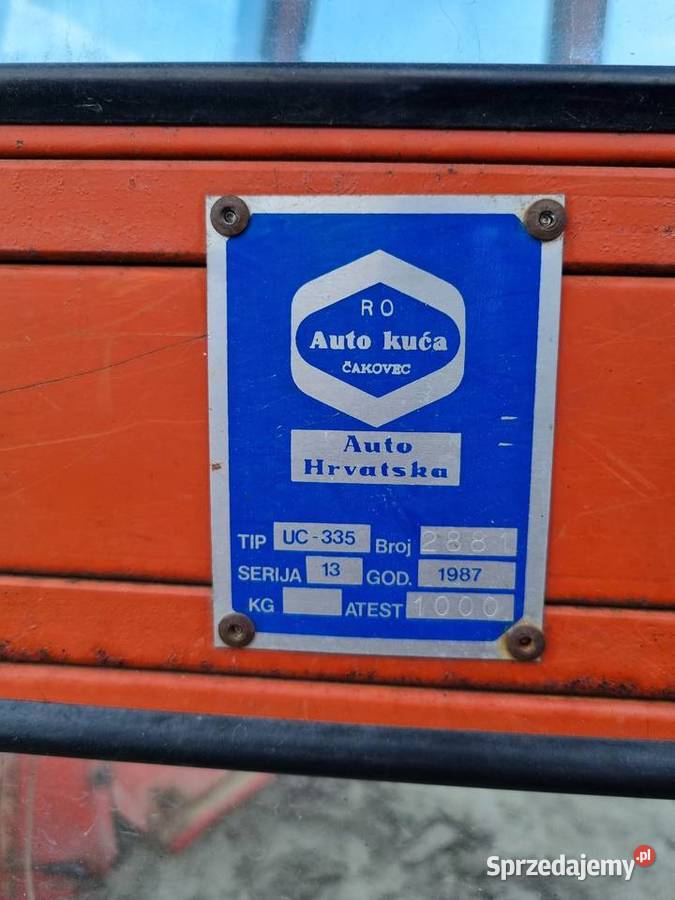 RO
Auto kuća
ČAKOVEC
Auto
Hrvatska
TIP UC-335 Broj 2881
SERIJA 13 GOD. 1987
KG ATEST 1000
Sprzedajemy.pl